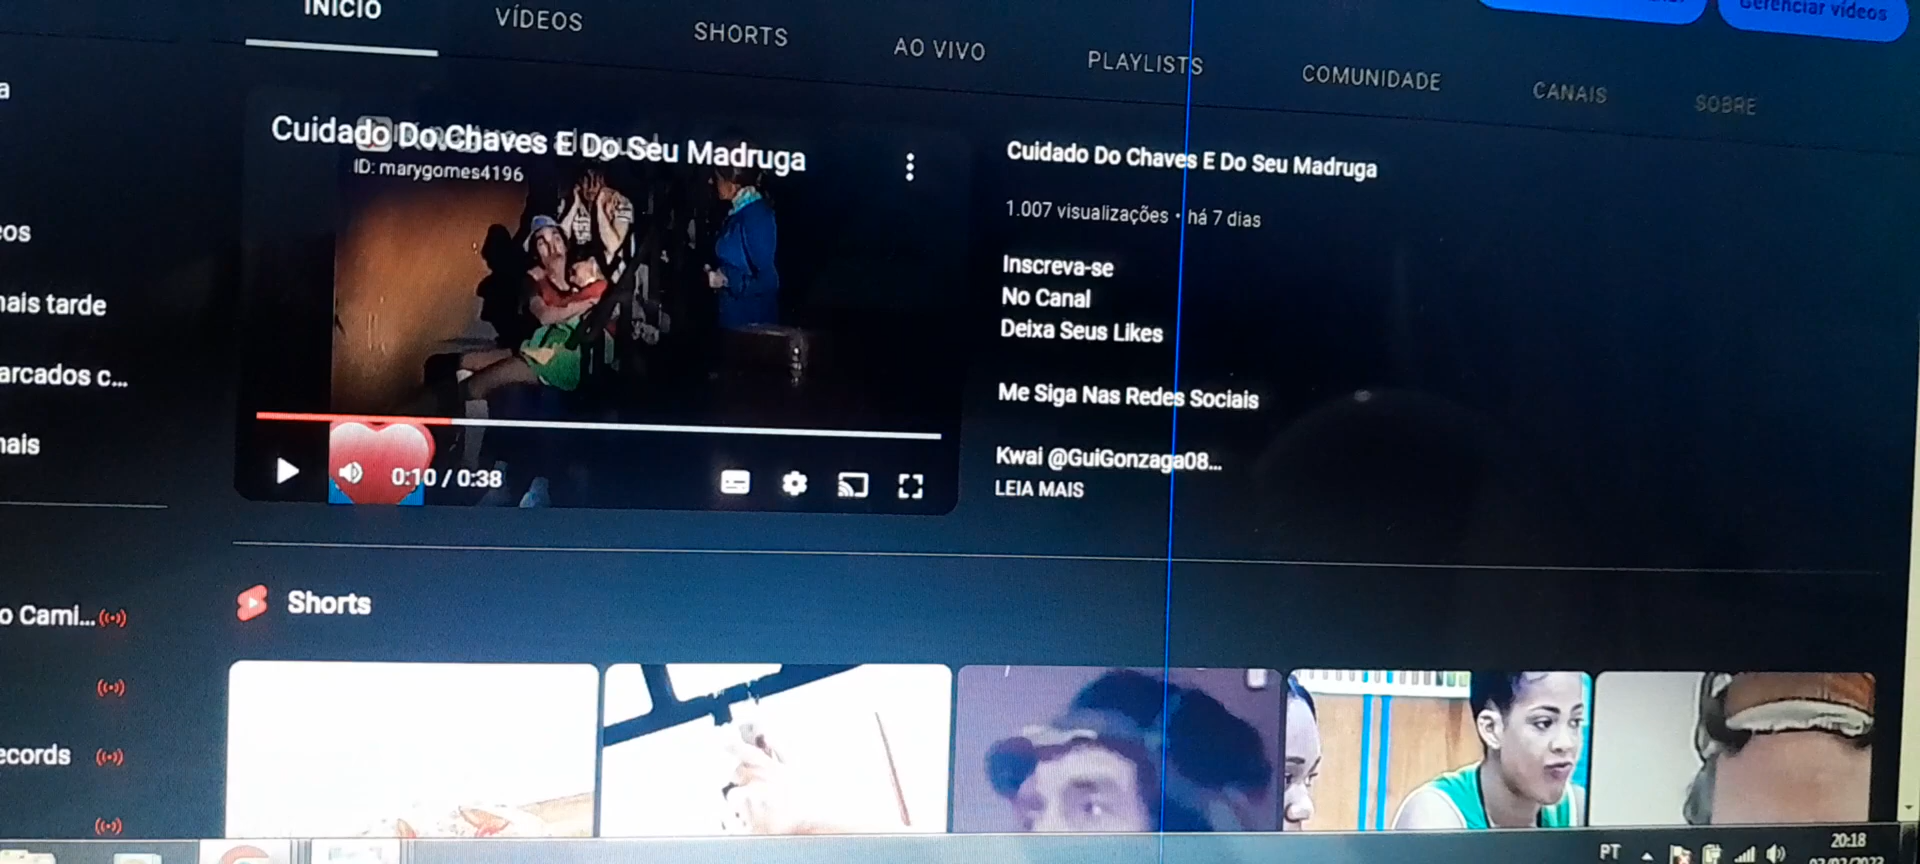 INÍCIO
VÍDEOS
SHORTS
AO VIVO
PLAYLISTS
COMUNIDADE
CANAIS
SOBRE
Gerenciar vídeos
Cuidado Do Chaves E Do Seu Madruga
ID: marygomes4196
0:10 / 0:38
Cuidado Do Chaves E Do Seu Madruga
1.007 visualizações • há 7 dias
Inscreva-se
No Canal
Deixa Seus Likes
Me Siga Nas Redes Sociais
Kwai @GuiGonzaga08...
LEIA MAIS
mais tarde
arcados c...
mais
Shorts
o Cami...
ecords
PT
20:18